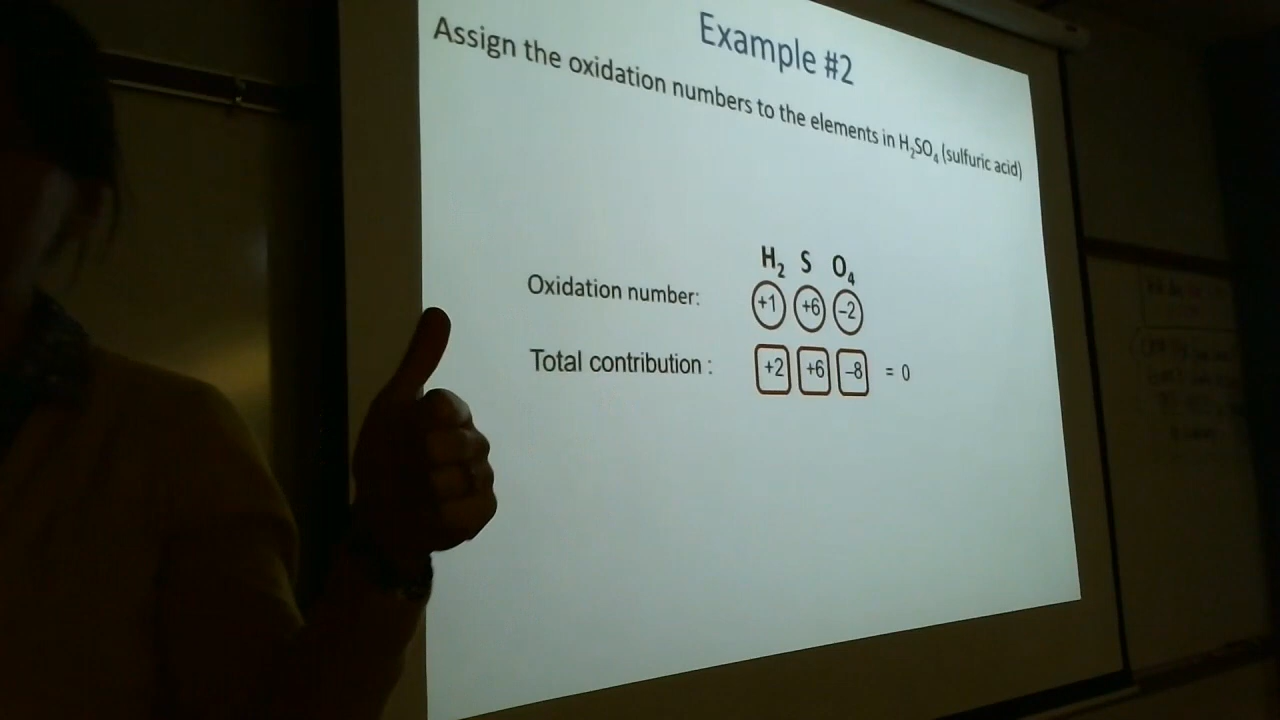 Example #2
Assign the oxidation numbers to the elements in H₂SO₄ (sulfuric acid)
H₂ S O₄
Oxidation number: +1 +6 –2
Total contribution : +2 +6 –8 = 0